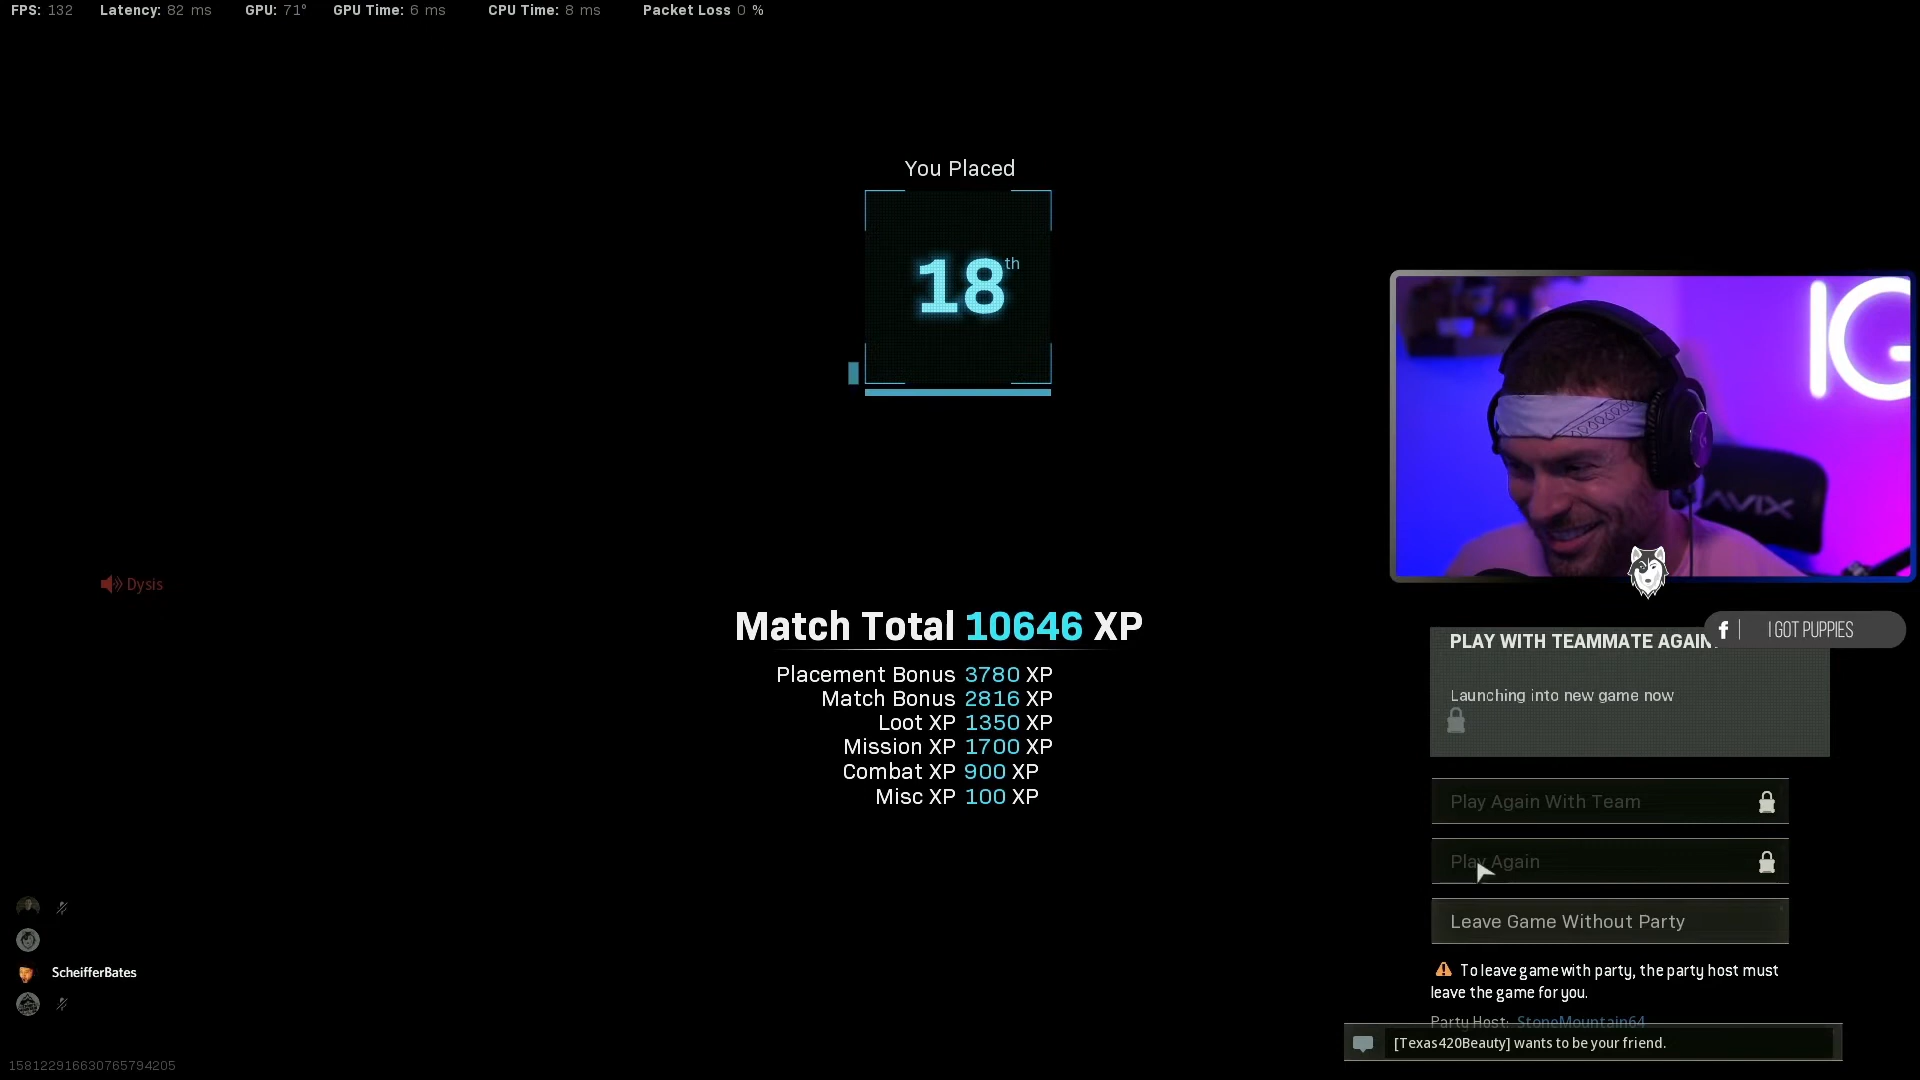 FPS: 132 Latency: 82 ms GPU: 71° GPU Time: 6 ms CPU Time: 8 ms Packet Loss 0 %
You Placed
18th
IG
AVIX
Dysis
Match Total 10646 XP
Placement Bonus 3780 XP
Match Bonus 2816 XP
Loot XP 1350 XP
Mission XP 1700 XP
Combat XP 900 XP
Misc XP 100 XP
f | I GOT PUPPIES
PLAY WITH TEAMMATE AGAIN
Launching into new game now
Play Again With Team
Play Again
Leave Game Without Party
To leave game with party, the party host must
leave the game for you.
Party Host: StoneMountain64
[Texas420Beauty] wants to be your friend.
ScheifferBates
158122916630765794205